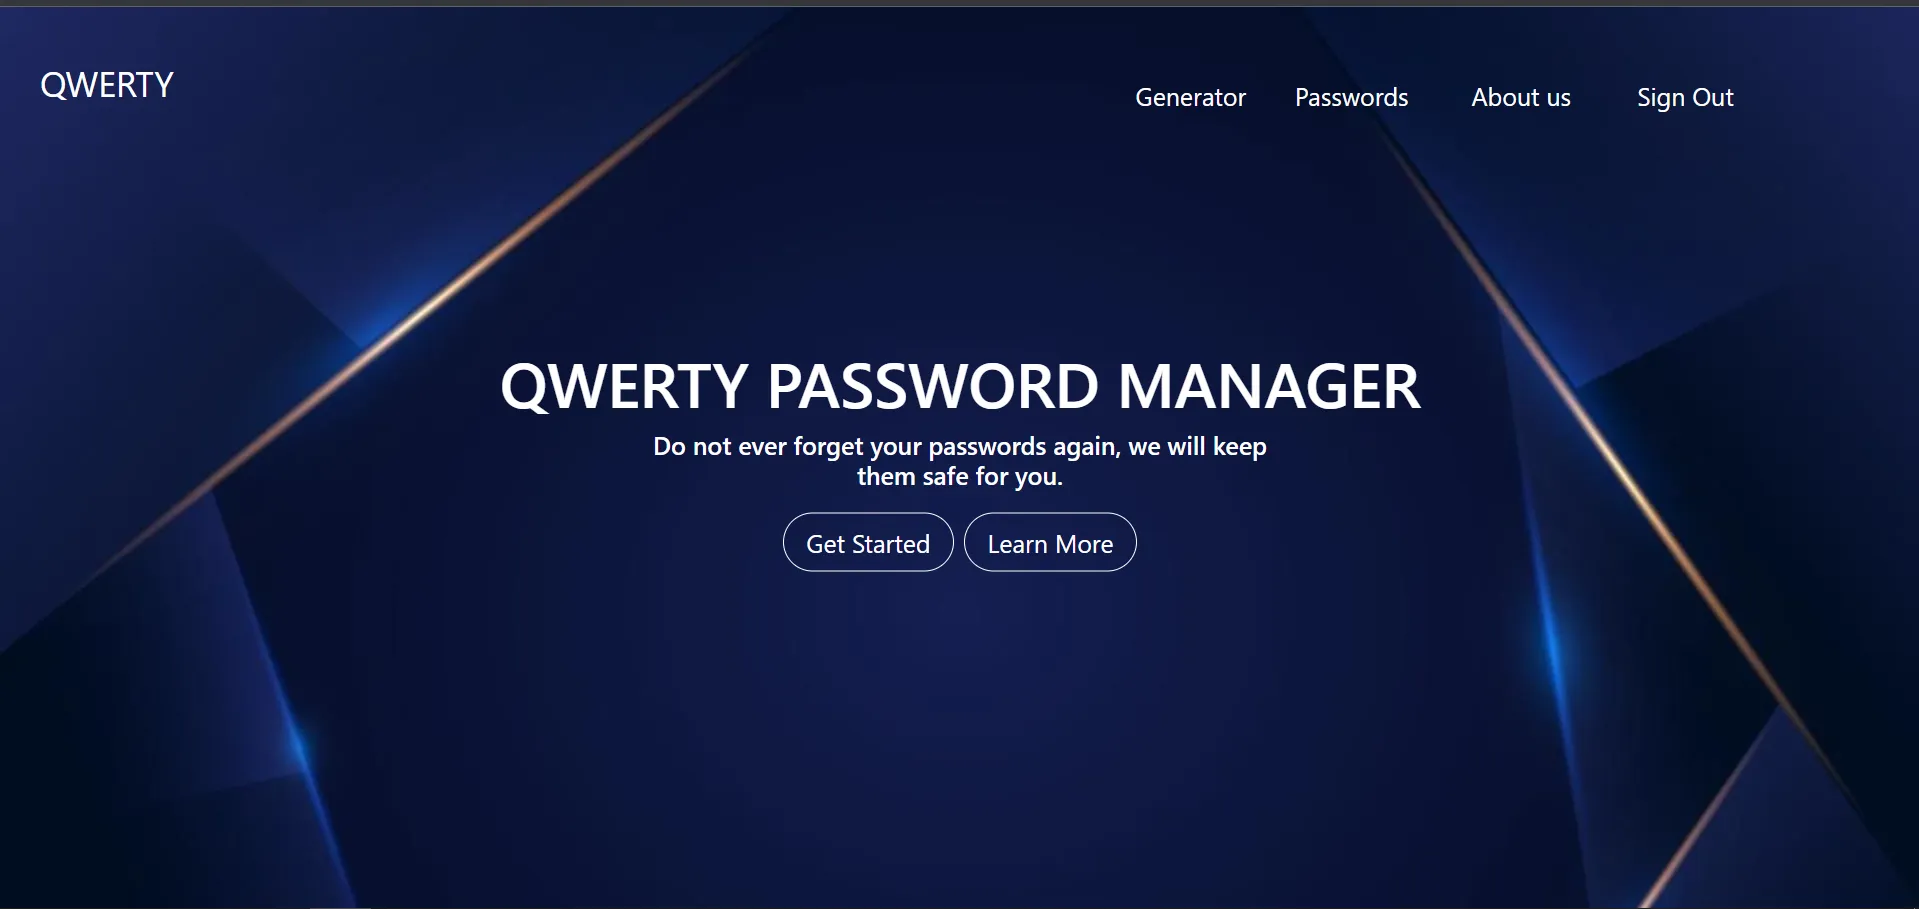 QWERTY
Generator Passwords About us Sign Out
QWERTY PASSWORD MANAGER
Do not ever forget your passwords again, we will keep
them safe for you.
Get Started Learn More